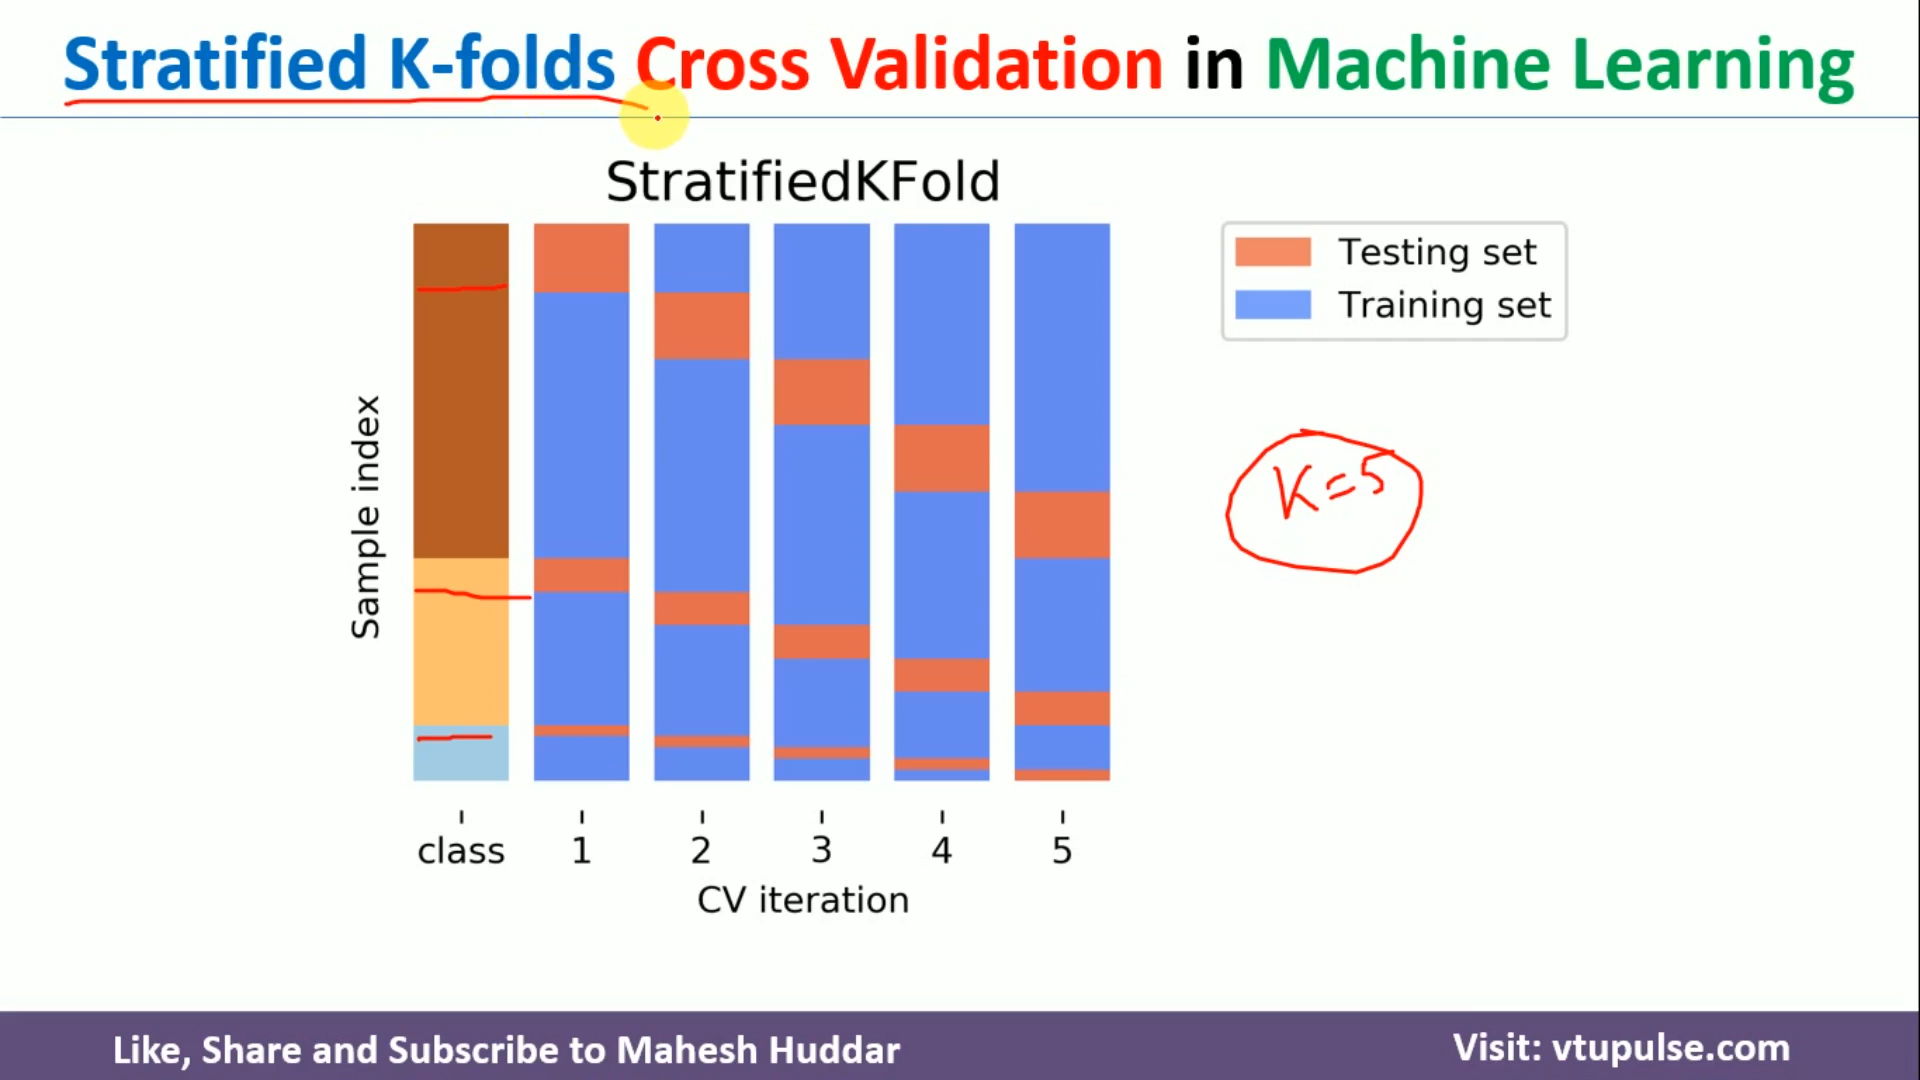 Stratified K-folds Cross Validation in Machine Learning
StratifiedKFold
Testing set
Training set
Sample index
K=5
class 1 2 3 4 5
CV iteration
Like, Share and Subscribe to Mahesh Huddar
Visit: vtupulse.com